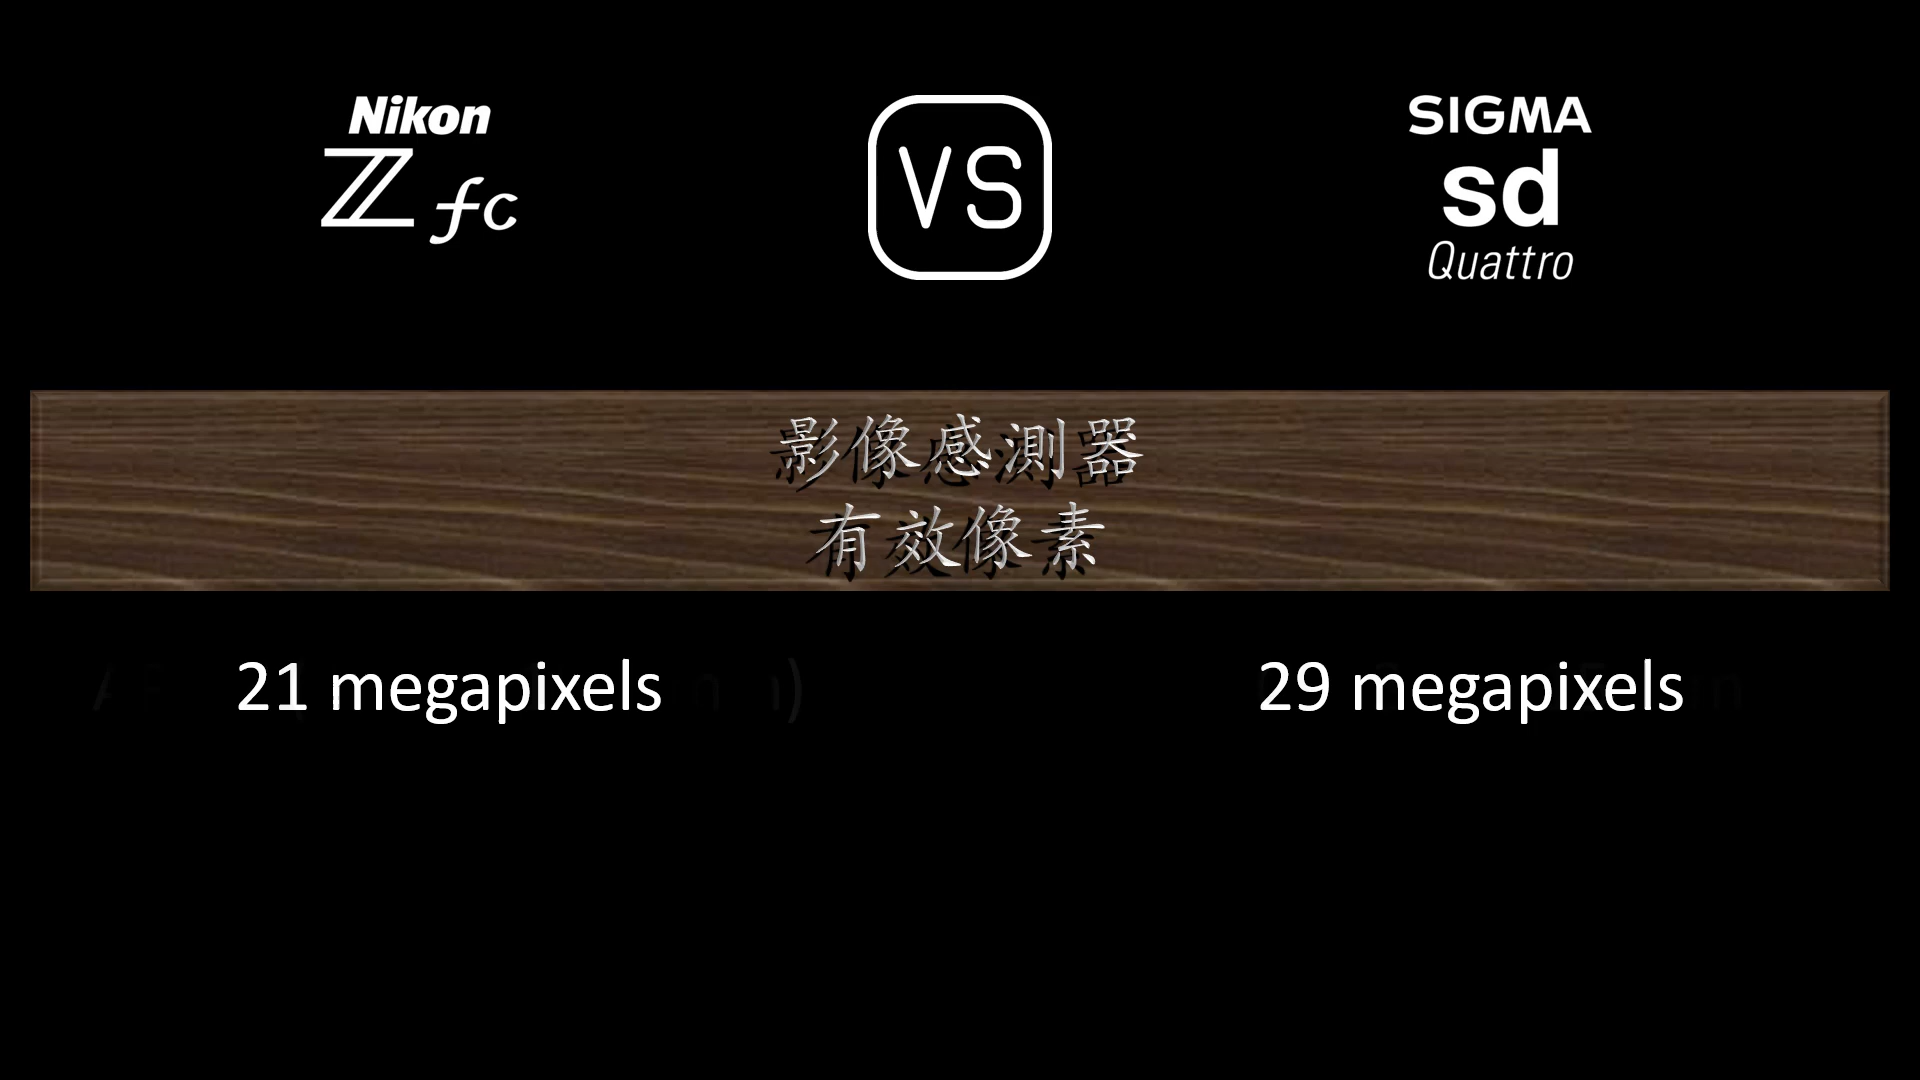 Nikon
Z fc
VS
SIGMA
sd
Quattro
影像感測器
有效像素
21 megapixels
29 megapixels